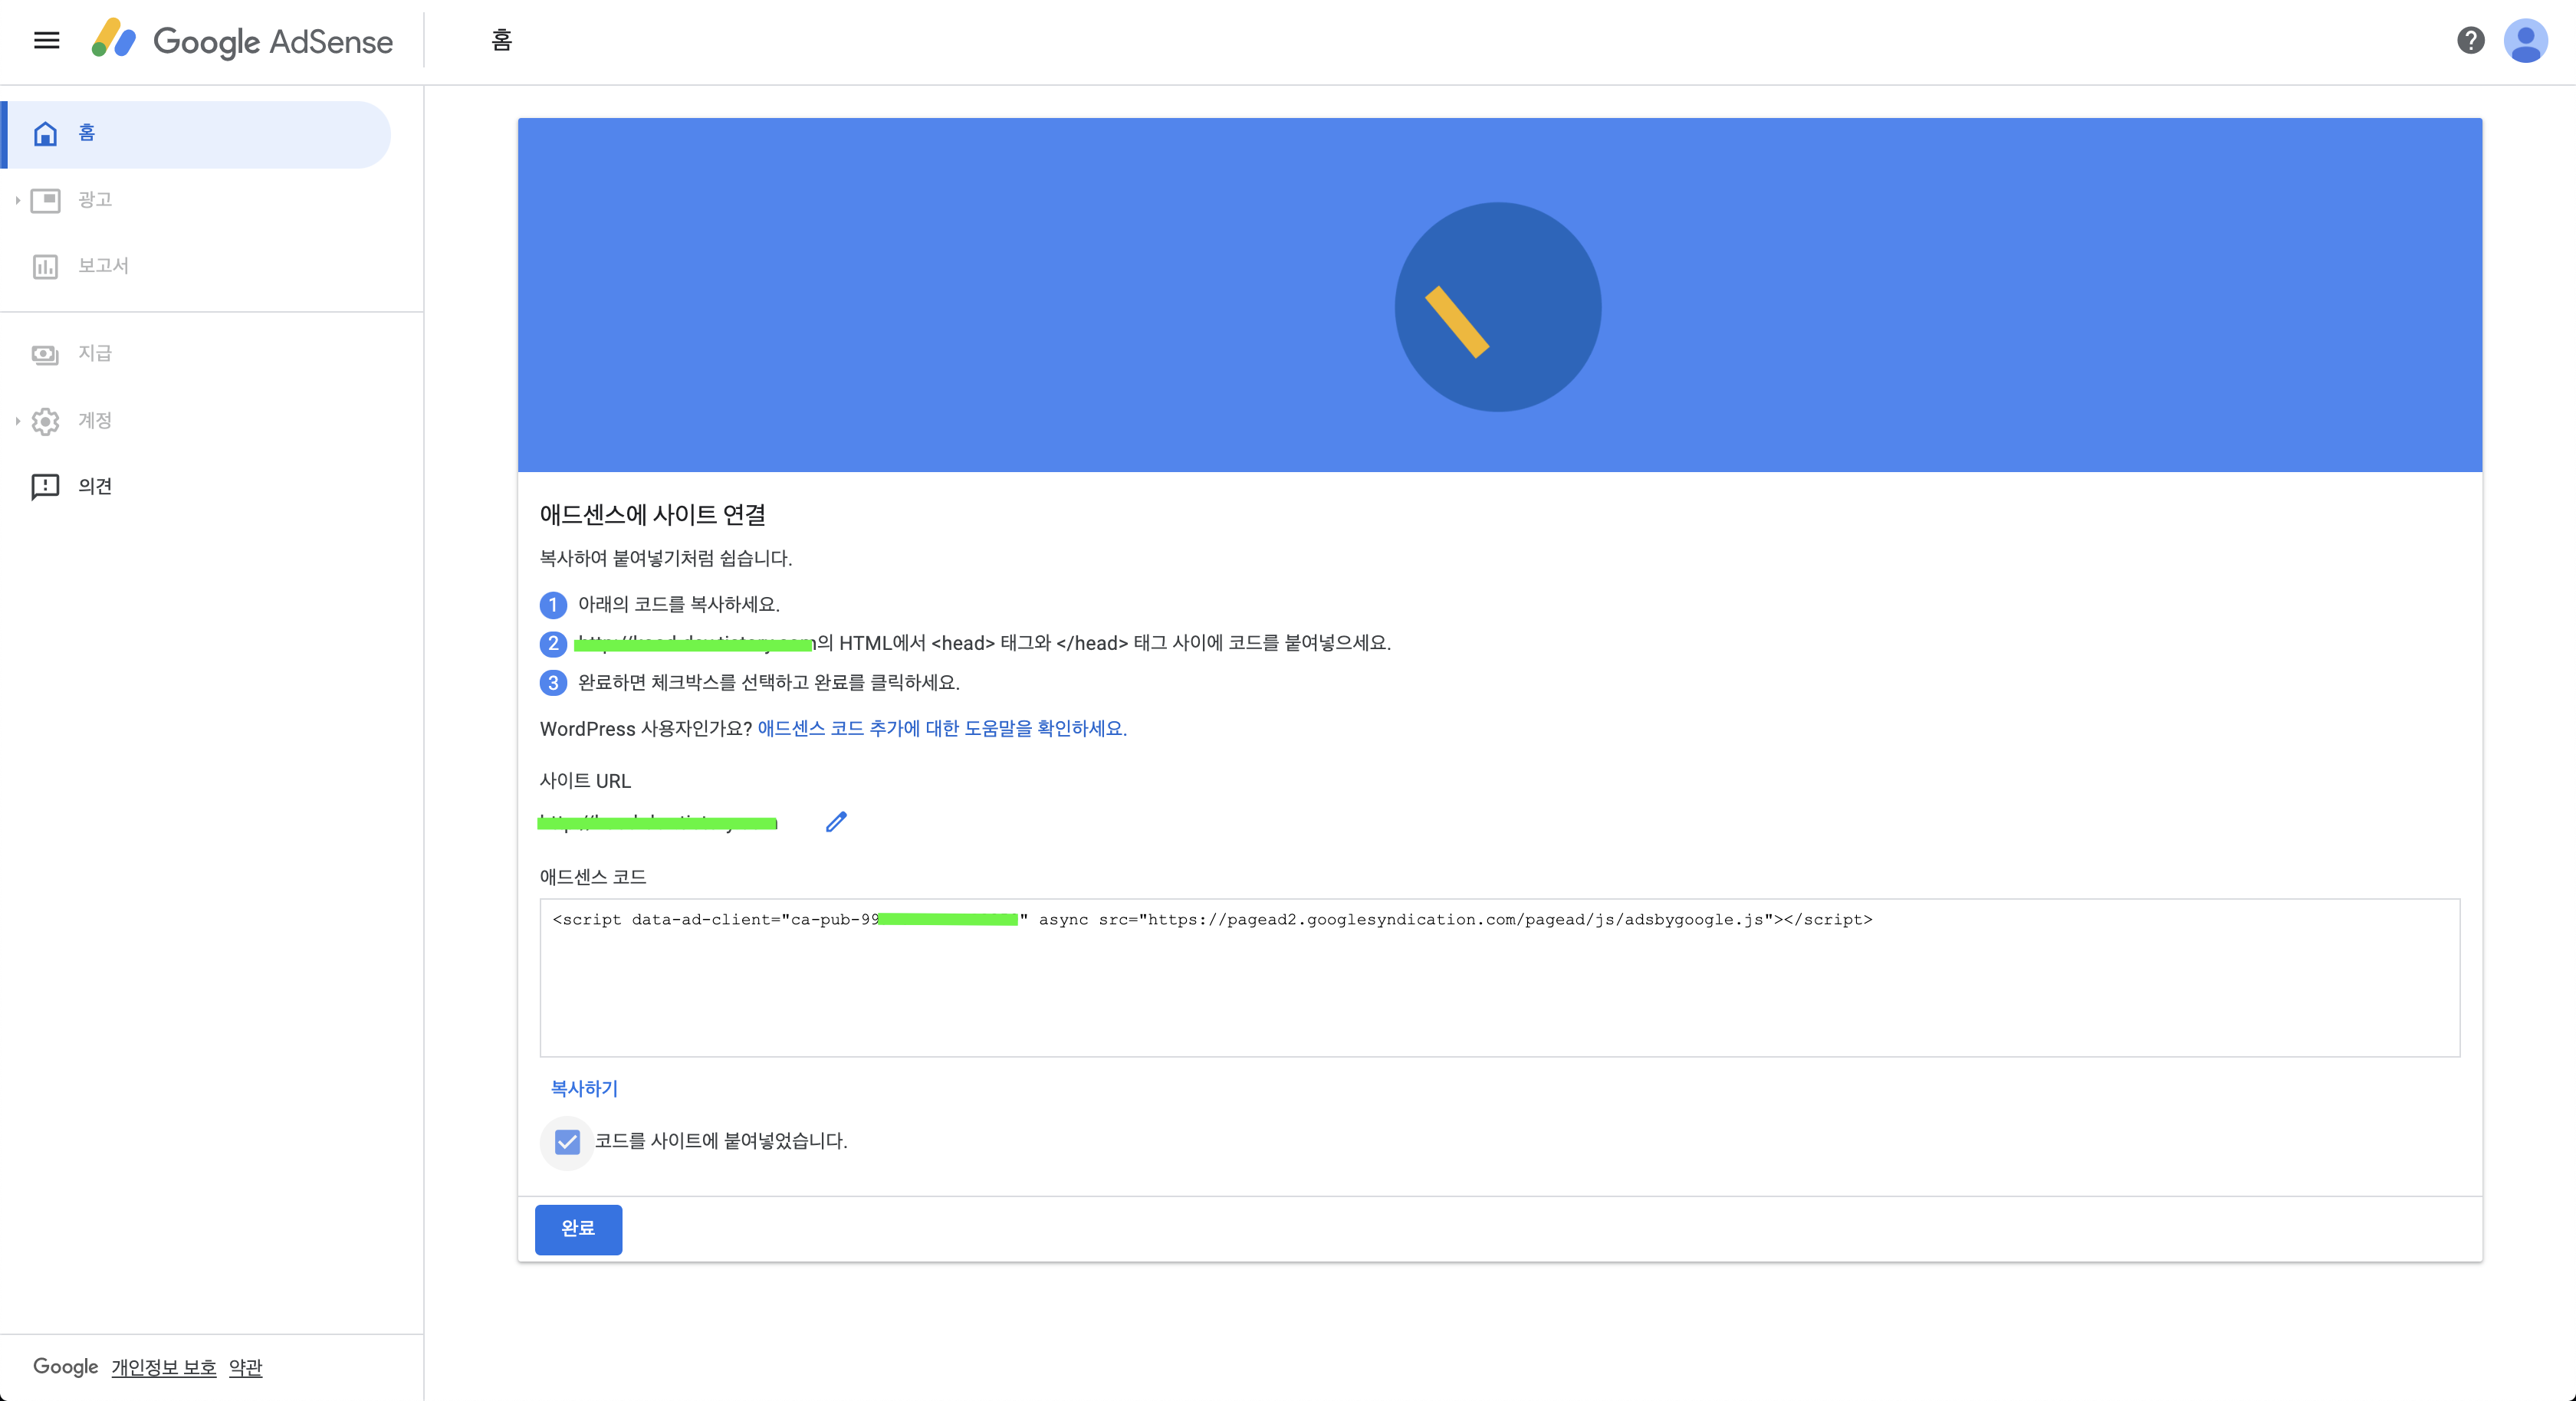 Google AdSense
홈
홈
광고
보고서
지급
계정
의견
애드센스에 사이트 연결
복사하여 붙여넣기처럼 쉽습니다.
1 아래의 코드를 복사하세요.
2 의 HTML에서 <head> 태그와 </head> 태그 사이에 코드를 붙여넣으세요.
3 완료하면 체크박스를 선택하고 완료를 클릭하세요.
WordPress 사용자인가요? 애드센스 코드 추가에 대한 도움말을 확인하세요.
사이트 URL
애드센스 코드
<script data-ad-client="ca-pub-99" async src="https://pagead2.googlesyndication.com/pagead/js/adsbygoogle.js"></script>
복사하기
코드를 사이트에 붙여넣었습니다.
완료
Google 개인정보 보호 약관